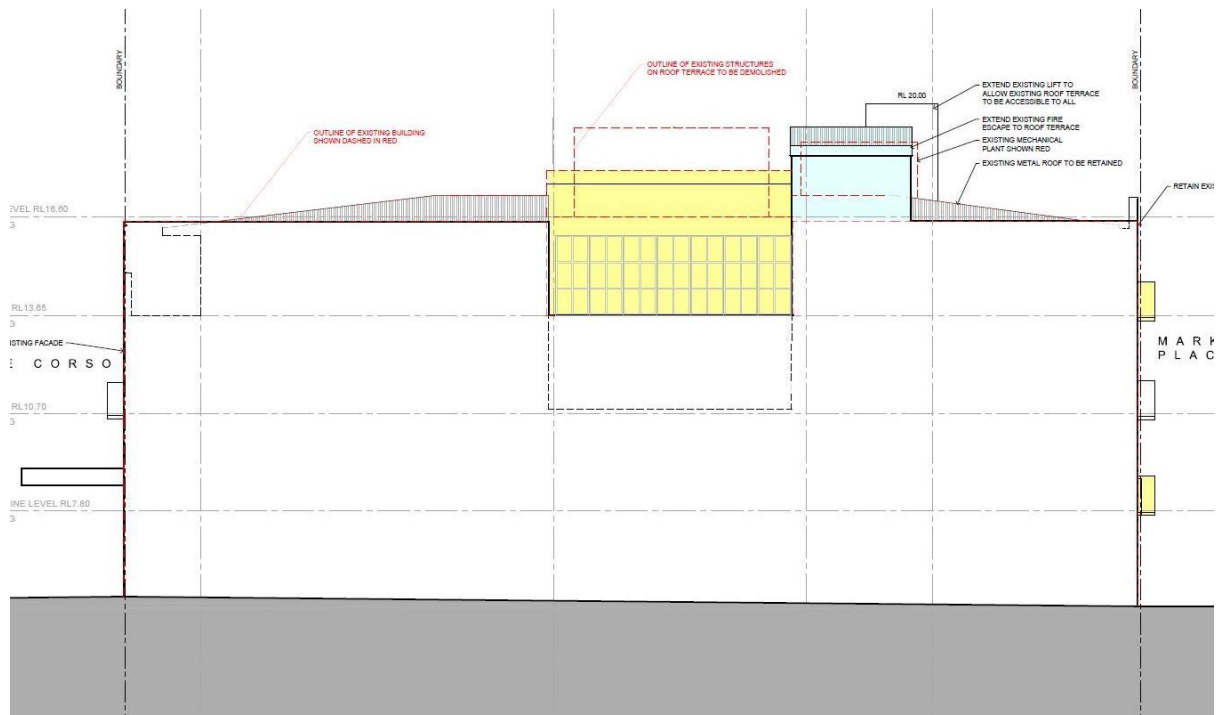 BOUNDARY
BOUNDARY
OUTLINE OF EXISTING STRUCTURES
ON ROOF TERRACE TO BE DEMOLISHED
RL 20.00
EXTEND EXISTING LIFT TO
ALLOW EXISTING ROOF TERRACE
TO BE ACCESSIBLE TO ALL
EXTEND EXISTING FIRE
ESCAPE TO ROOF TERRACE
OUTLINE OF EXISTING BUILDING
SHOWN DASHED IN RED
EXISTING MECHANICAL
PLANT SHOWN RED
EXISTING METAL ROOF TO BE RETAINED
RETAIN EXIS
EVEL RL16.60
G
RL13.65
G
ISTING FACADE
E CORSO
MARK
PLAC
RL10.70
G
INE LEVEL RL7.80
G